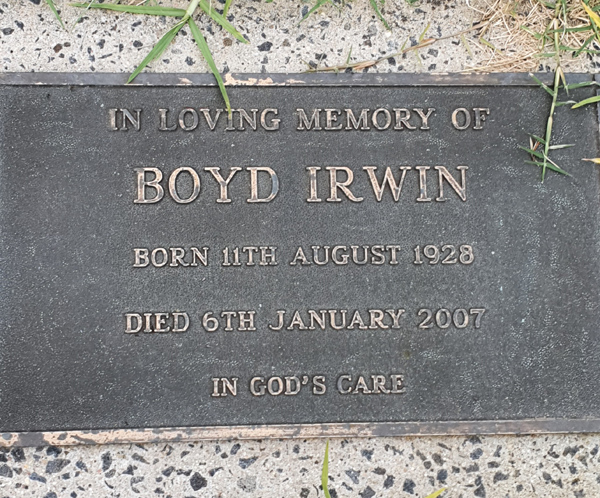 IN LOVING MEMORY OF
BOYD IRWIN
BORN 11TH AUGUST 1928
DIED 6TH JANUARY 2007
IN GOD'S CARE